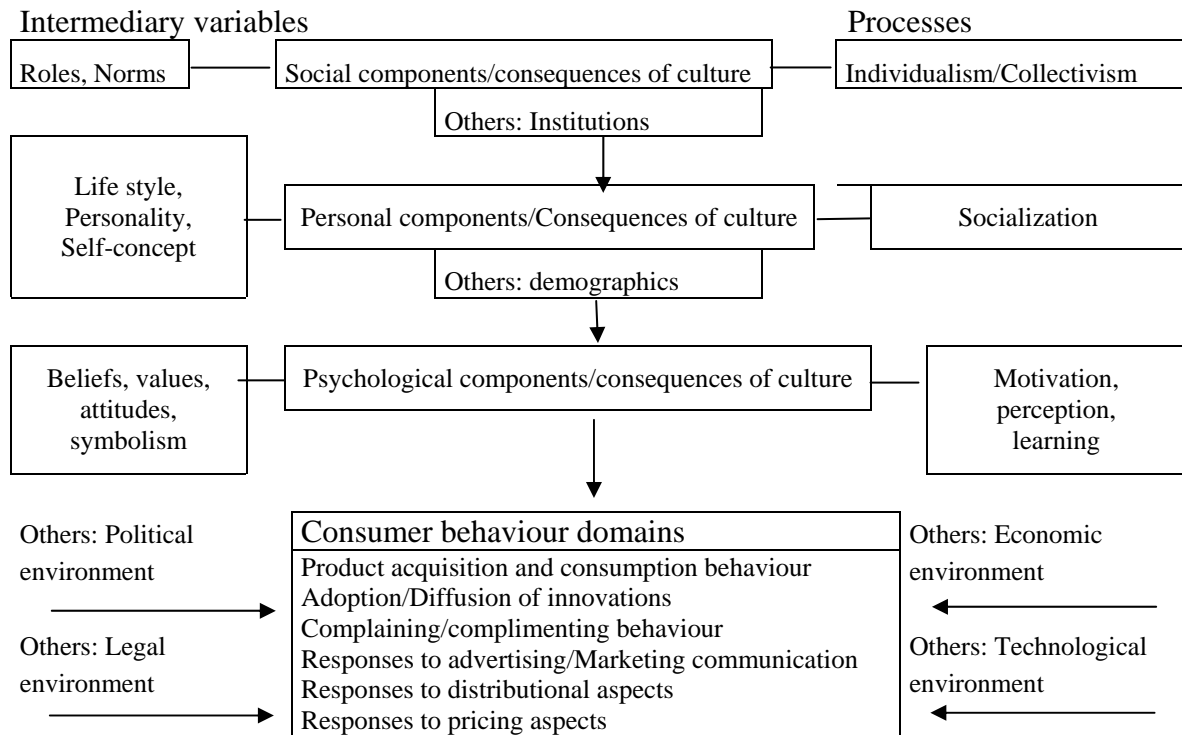 Intermediary variables
Processes
Roles, Norms
Social components/consequences of culture
Individualism/Collectivism
Others: Institutions
Life style,
Personality,
Self-concept
Personal components/Consequences of culture
Socialization
Others: demographics
Beliefs, values,
attitudes,
symbolism
Psychological components/consequences of culture
Motivation,
perception,
learning
Others: Political
environment
Others: Legal
environment
Consumer behaviour domains
Product acquisition and consumption behaviour
Adoption/Diffusion of innovations
Complaining/complimenting behaviour
Responses to advertising/Marketing communication
Responses to distributional aspects
Responses to pricing aspects
Others: Economic
environment
Others: Technological
environment